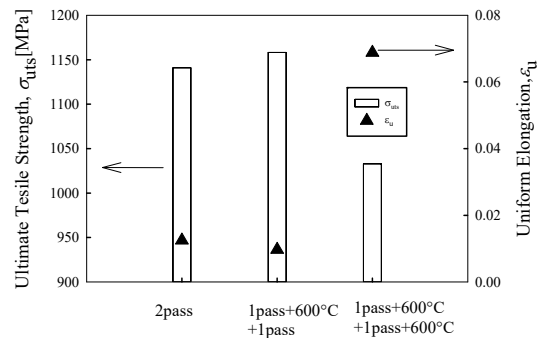 Ultimate Tesile Strength, σuts[MPa]
1200
1150
1100
1050
1000
950
900
0.08
0.06
0.04
0.02
0.00
Uniform Elongation,εu
σuts
εu
2pass
1pass+600°C
+1pass
1pass+600°C
+1pass+600°C